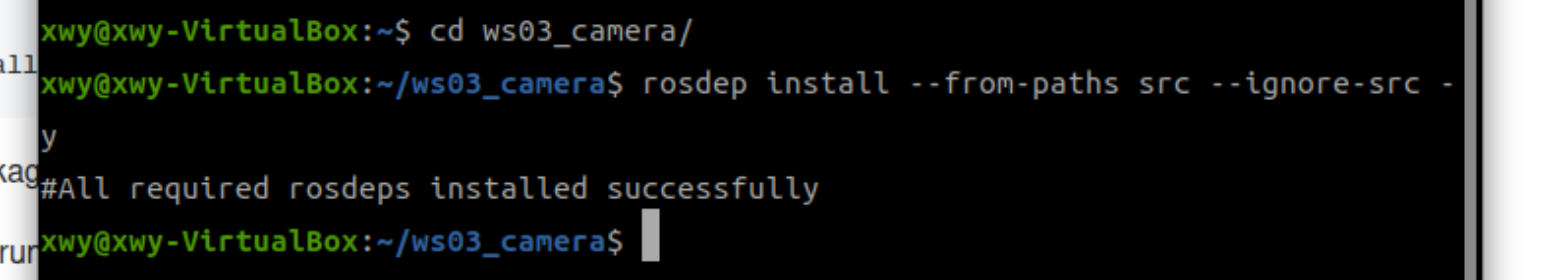 xwy@xwy-VirtualBox:~$ cd ws03_camera/
all
xwy@xwy-VirtualBox:~/ws03_camera$ rosdep install --from-paths src --ignore-src -
y
kag
#All required rosdeps installed successfully
run
xwy@xwy-VirtualBox:~/ws03_camera$